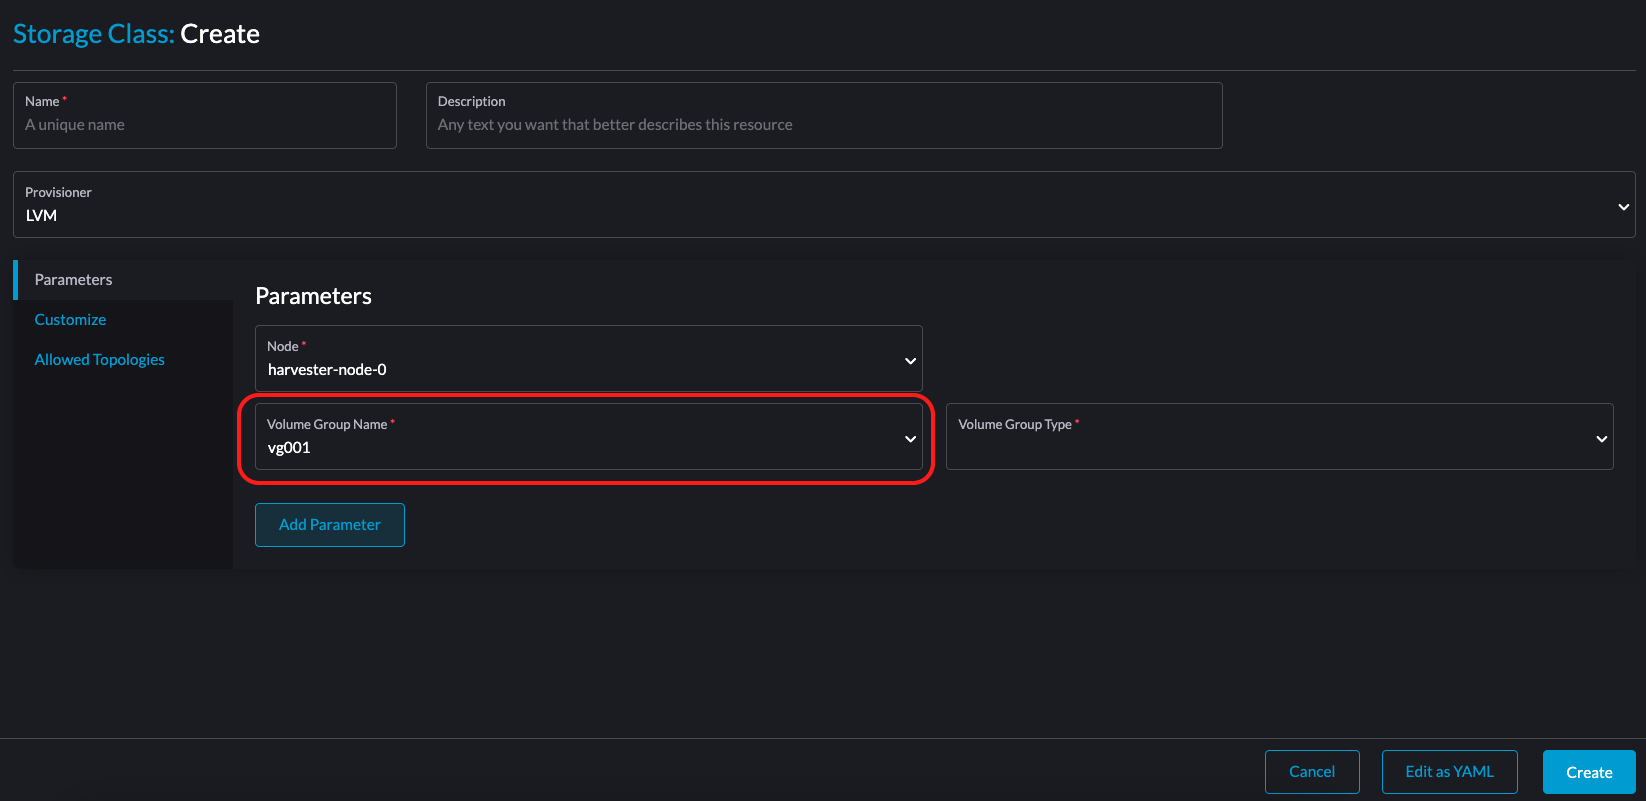 Storage Class: Create
Name *
A unique name
Description
Any text you want that better describes this resource
Provisioner
LVM
Parameters
Customize
Allowed Topologies
Parameters
Node *
harvester-node-0
Volume Group Name *
vg001
Volume Group Type *
Add Parameter
Cancel
Edit as YAML
Create